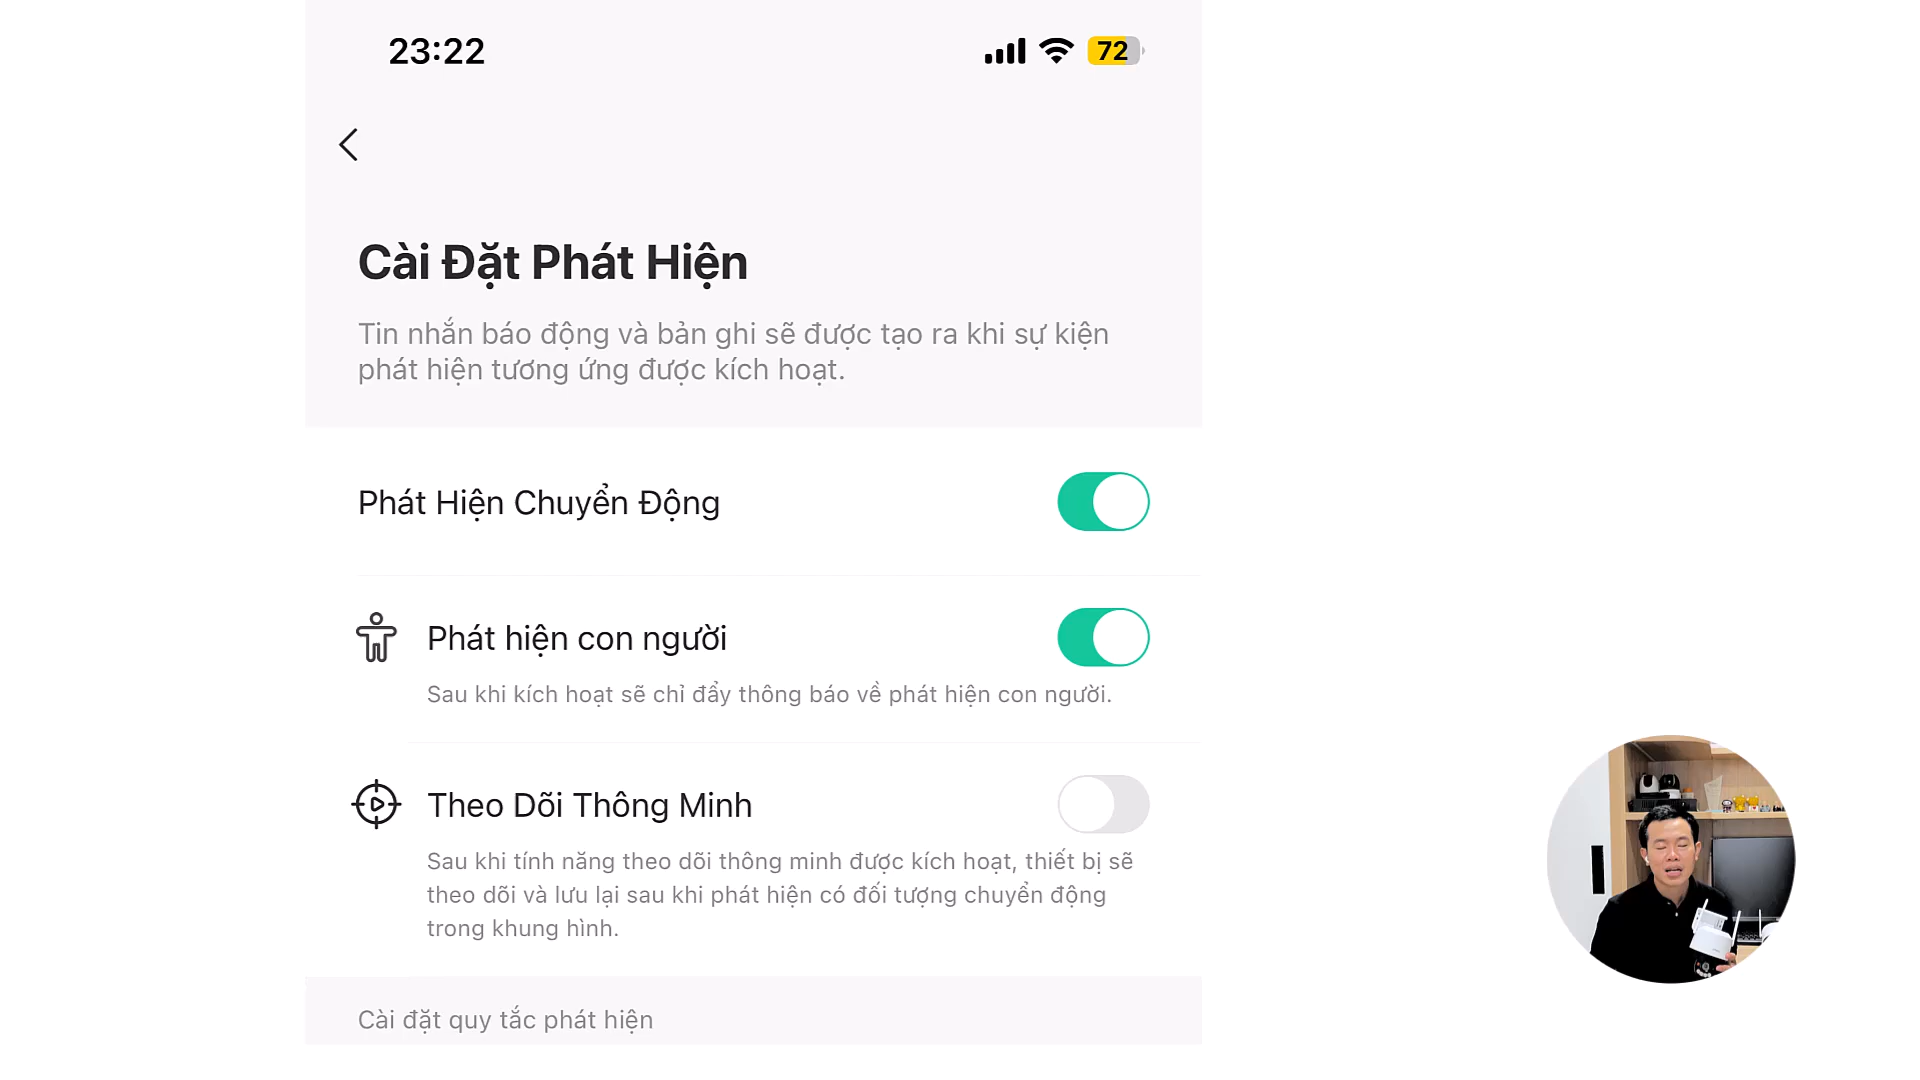 23:22
72
Cài Đặt Phát Hiện
Tin nhắn báo động và bản ghi sẽ được tạo ra khi sự kiện
phát hiện tương ứng được kích hoạt.
Phát Hiện Chuyển Động
Phát hiện con người
Sau khi kích hoạt sẽ chỉ đẩy thông báo về phát hiện con người.
Theo Dõi Thông Minh
Sau khi tính năng theo dõi thông minh được kích hoạt, thiết bị sẽ
theo dõi và lưu lại sau khi phát hiện có đối tượng chuyển động
trong khung hình.
Cài đặt quy tắc phát hiện